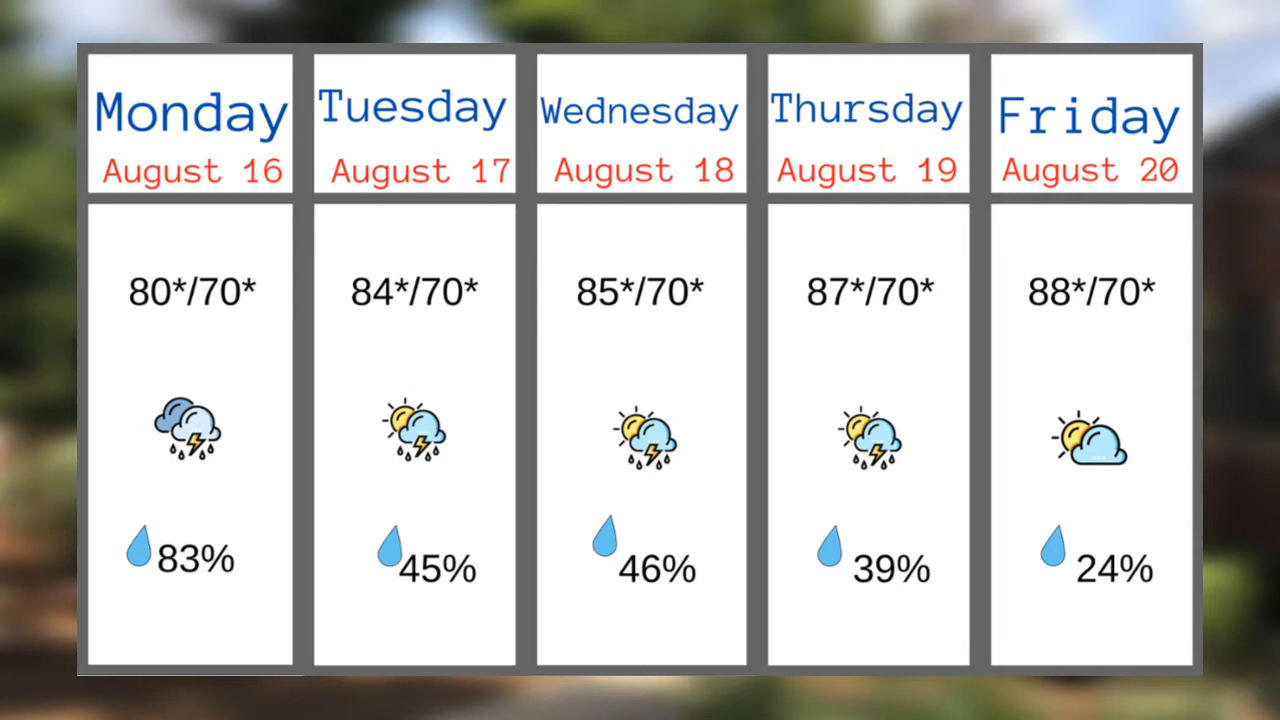 Monday
August 16
80*/70*
83%
Tuesday
August 17
84*/70*
45%
Wednesday
August 18
85*/70*
46%
Thursday
August 19
87*/70*
39%
Friday
August 20
88*/70*
24%